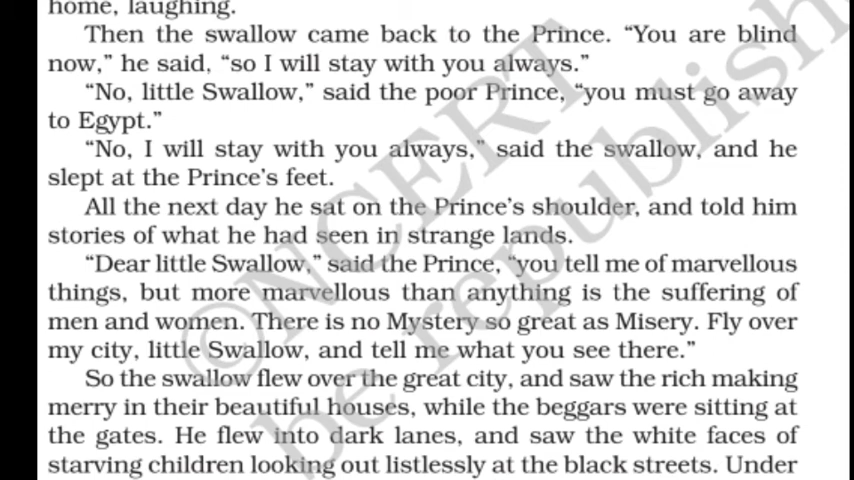 home, laughing.
Then the swallow came back to the Prince. “You are blind
now,” he said, “so I will stay with you always.”
“No, little Swallow,” said the poor Prince, “you must go away
to Egypt.”
“No, I will stay with you always,” said the swallow, and he
slept at the Prince’s feet.
All the next day he sat on the Prince’s shoulder, and told him
stories of what he had seen in strange lands.
“Dear little Swallow,” said the Prince, “you tell me of marvellous
things, but more marvellous than anything is the suffering of
men and women. There is no Mystery so great as Misery. Fly over
my city, little Swallow, and tell me what you see there.”
So the swallow flew over the great city, and saw the rich making
merry in their beautiful houses, while the beggars were sitting at
the gates. He flew into dark lanes, and saw the white faces of
starving children looking out listlessly at the black streets. Under
©NCERT
be republish